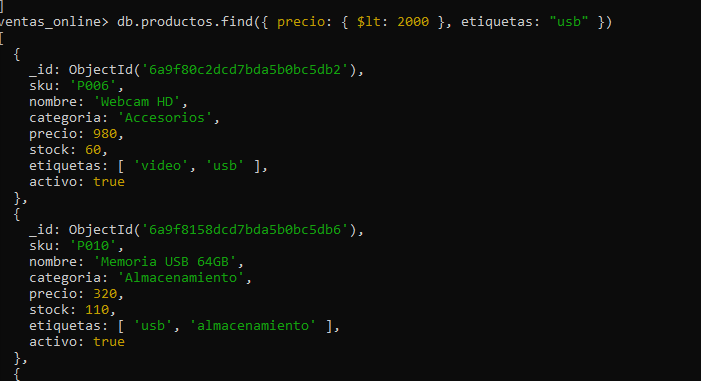 ]
ventas_online> db.productos.find({ precio: { $lt: 2000 }, etiquetas: "usb" })
[
  {
    _id: ObjectId('6a9f80c2dcd7bda5b0bc5db2'),
    sku: 'P006',
    nombre: 'Webcam HD',
    categoria: 'Accesorios',
    precio: 980,
    stock: 60,
    etiquetas: [ 'video', 'usb' ],
    activo: true
  },
  {
    _id: ObjectId('6a9f8158dcd7bda5b0bc5db6'),
    sku: 'P010',
    nombre: 'Memoria USB 64GB',
    categoria: 'Almacenamiento',
    precio: 320,
    stock: 110,
    etiquetas: [ 'usb', 'almacenamiento' ],
    activo: true
  },
  {